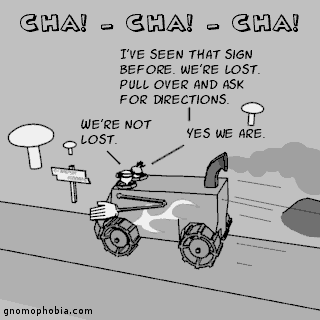 CHA! - CHA! - CHA!
I'VE SEEN THAT SIGN
BEFORE. WE'RE LOST.
PULL OVER AND ASK
FOR DIRECTIONS.
WE'RE NOT
LOST.
YES WE ARE.
gnomophobia.com